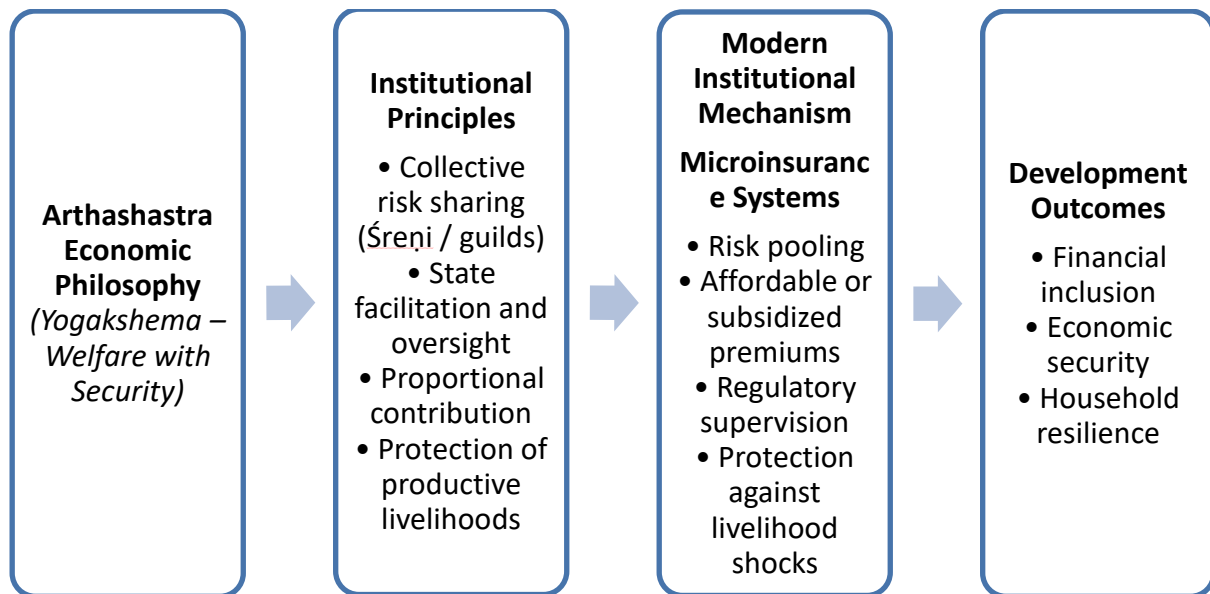 Arthashastra
Economic
Philosophy
(Yogakshema –
Welfare with
Security)
Institutional
Principles
• Collective
risk sharing
(Śreṇi / guilds)
• State
facilitation and
oversight
• Proportional
contribution
• Protection of
productive
livelihoods
Modern
Institutional
Mechanism
Microinsuranc
e Systems
• Risk pooling
• Affordable or
subsidized
premiums
• Regulatory
supervision
• Protection
against
livelihood
shocks
Development
Outcomes
• Financial
inclusion
• Economic
security
• Household
resilience